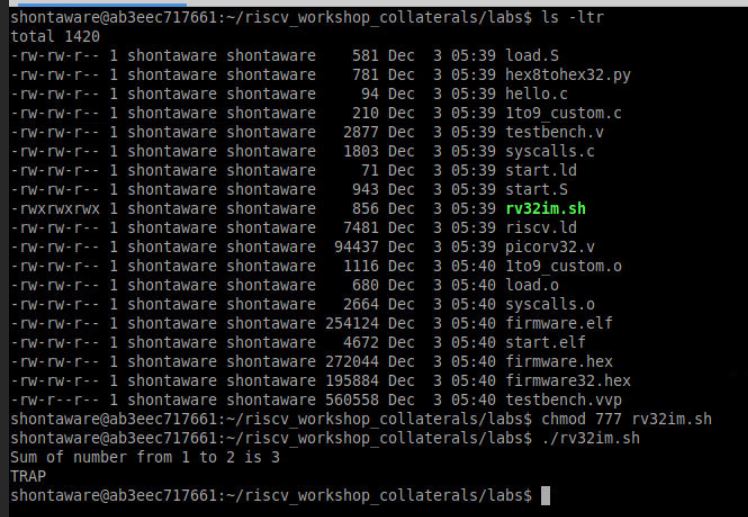 shontaware@ab3eec717661:~/riscv_workshop_collaterals/labs$ ls -ltr
total 1420
-rw-rw-r-- 1 shontaware shontaware    581 Dec  3 05:39 load.S
-rw-rw-r-- 1 shontaware shontaware    781 Dec  3 05:39 hex8tohex32.py
-rw-rw-r-- 1 shontaware shontaware     94 Dec  3 05:39 hello.c
-rw-rw-r-- 1 shontaware shontaware    210 Dec  3 05:39 1to9_custom.c
-rw-rw-r-- 1 shontaware shontaware   2877 Dec  3 05:39 testbench.v
-rw-rw-r-- 1 shontaware shontaware   1803 Dec  3 05:39 syscalls.c
-rw-rw-r-- 1 shontaware shontaware     71 Dec  3 05:39 start.ld
-rw-rw-r-- 1 shontaware shontaware    943 Dec  3 05:39 start.S
-rwxrwxrwx 1 shontaware shontaware    856 Dec  3 05:39 rv32im.sh
-rw-rw-r-- 1 shontaware shontaware   7481 Dec  3 05:39 riscv.ld
-rw-rw-r-- 1 shontaware shontaware  94437 Dec  3 05:39 picorv32.v
-rw-rw-r-- 1 shontaware shontaware   1116 Dec  3 05:40 1to9_custom.o
-rw-rw-r-- 1 shontaware shontaware    680 Dec  3 05:40 load.o
-rw-rw-r-- 1 shontaware shontaware   2664 Dec  3 05:40 syscalls.o
-rw-rw-r-- 1 shontaware shontaware 254124 Dec  3 05:40 firmware.elf
-rw-rw-r-- 1 shontaware shontaware   4672 Dec  3 05:40 start.elf
-rw-rw-r-- 1 shontaware shontaware 272044 Dec  3 05:40 firmware.hex
-rw-rw-r-- 1 shontaware shontaware 195884 Dec  3 05:40 firmware32.hex
-rw-r--r-- 1 shontaware shontaware 560558 Dec  3 05:40 testbench.vvp
shontaware@ab3eec717661:~/riscv_workshop_collaterals/labs$ chmod 777 rv32im.sh
shontaware@ab3eec717661:~/riscv_workshop_collaterals/labs$ ./rv32im.sh
Sum of number from 1 to 2 is 3
TRAP
shontaware@ab3eec717661:~/riscv_workshop_collaterals/labs$